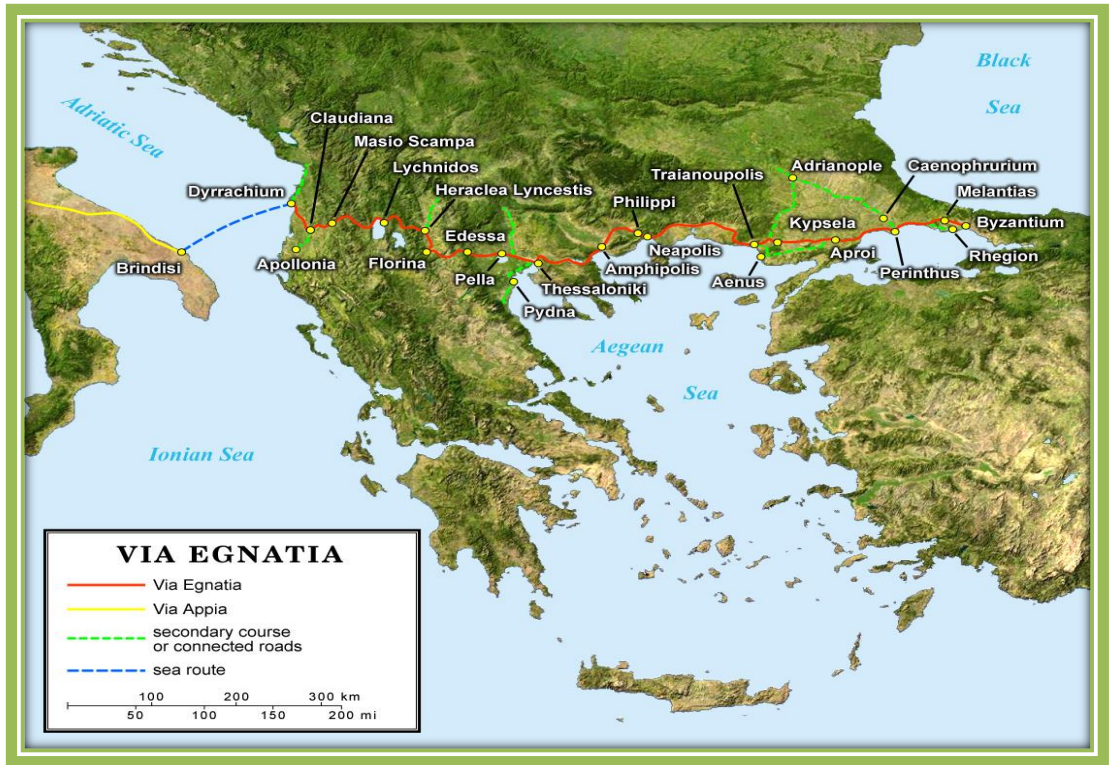 Black
Sea
Adriatic Sea
Claudiana
Masio Scampa
Lychnidos
Heraclea Lyncestis
Dyrrachium
Adrianople
Caenophrurium
Traianoupolis
Melantias
Philippi
Kypsela
Byzantium
Edessa
Neapolis
Aproi
Rhegion
Brindisi
Apollonia
Florina
Pella
Amphipolis
Aenus
Perinthus
Thessaloniki
Pydna
Aegean
Sea
Ionian Sea
VIA EGNATIA
Via Egnatia
Via Appia
secondary course
or connected roads
sea route
100 200 300 km
50 100 150 200 mi